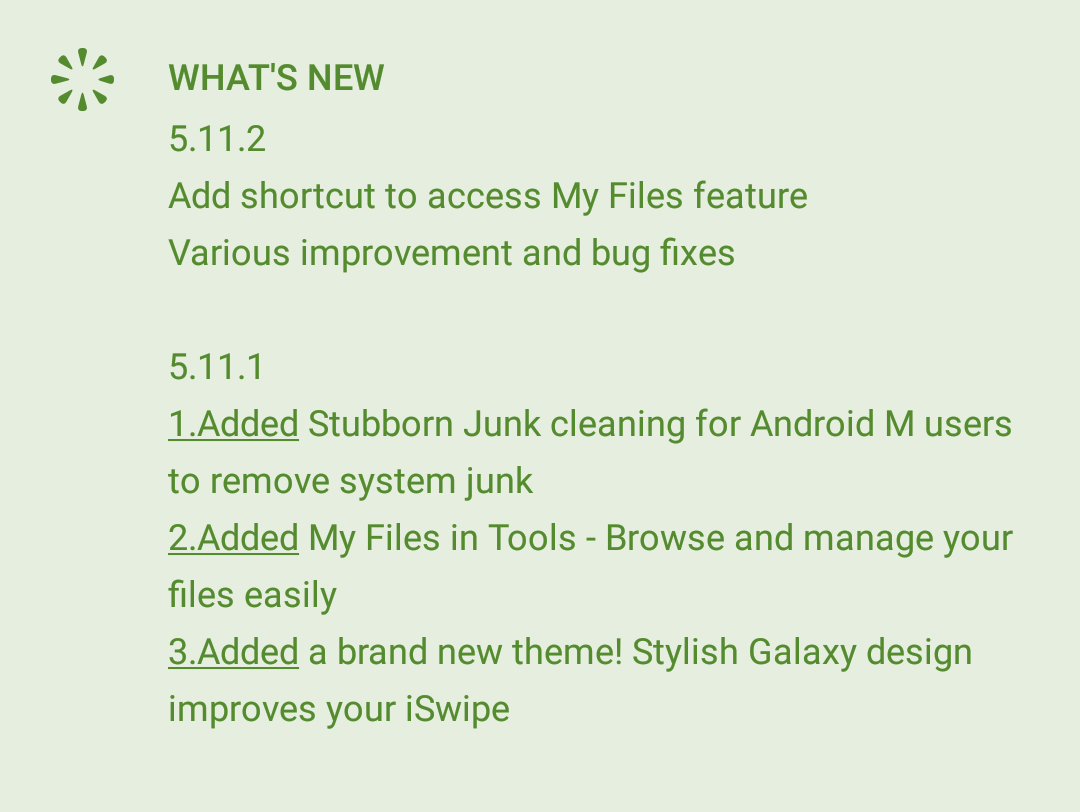 WHAT'S NEW
5.11.2
Add shortcut to access My Files feature
Various improvement and bug fixes
5.11.1
1.Added Stubborn Junk cleaning for Android M users
to remove system junk
2.Added My Files in Tools - Browse and manage your
files easily
3.Added a brand new theme! Stylish Galaxy design
improves your iSwipe